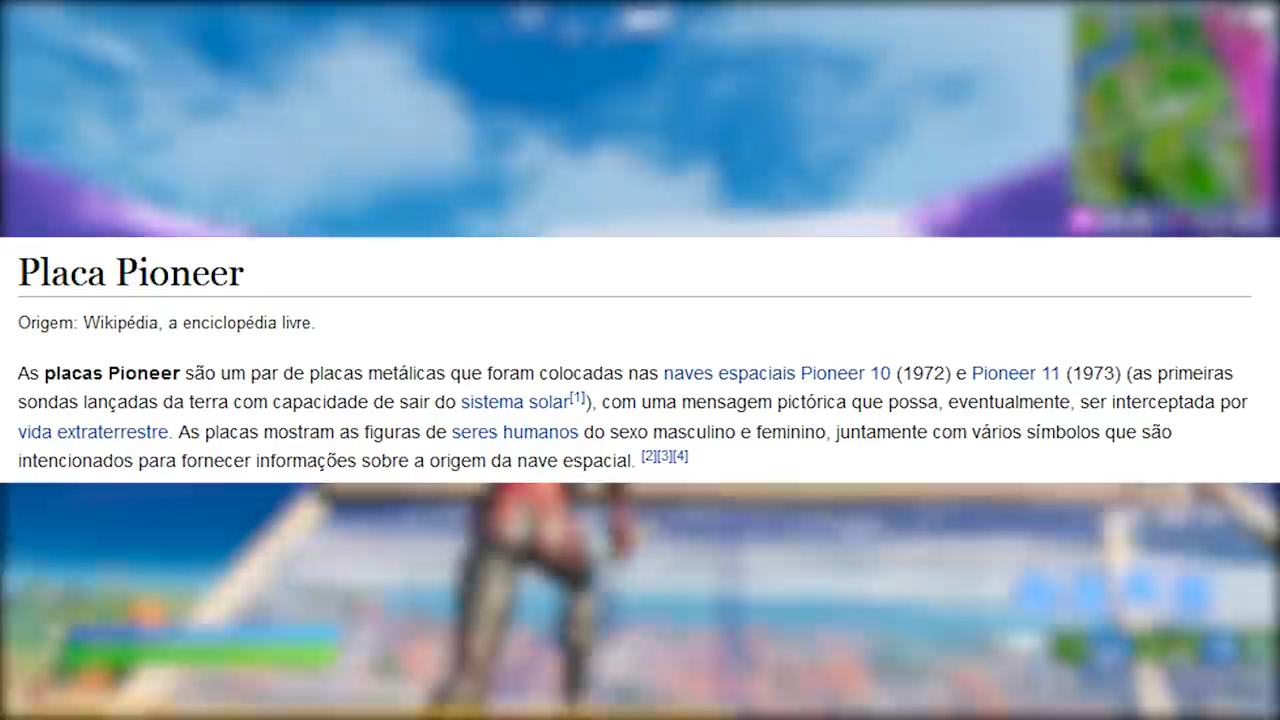 Placa Pioneer
Origem: Wikipédia, a enciclopédia livre.
As placas Pioneer são um par de placas metálicas que foram colocadas nas naves espaciais Pioneer 10 (1972) e Pioneer 11 (1973) (as primeiras
sondas lançadas da terra com capacidade de sair do sistema solar[1]), com uma mensagem pictórica que possa, eventualmente, ser interceptada por
vida extraterrestre. As placas mostram as figuras de seres humanos do sexo masculino e feminino, juntamente com vários símbolos que são
intencionados para fornecer informações sobre a origem da nave espacial. [2][3][4]